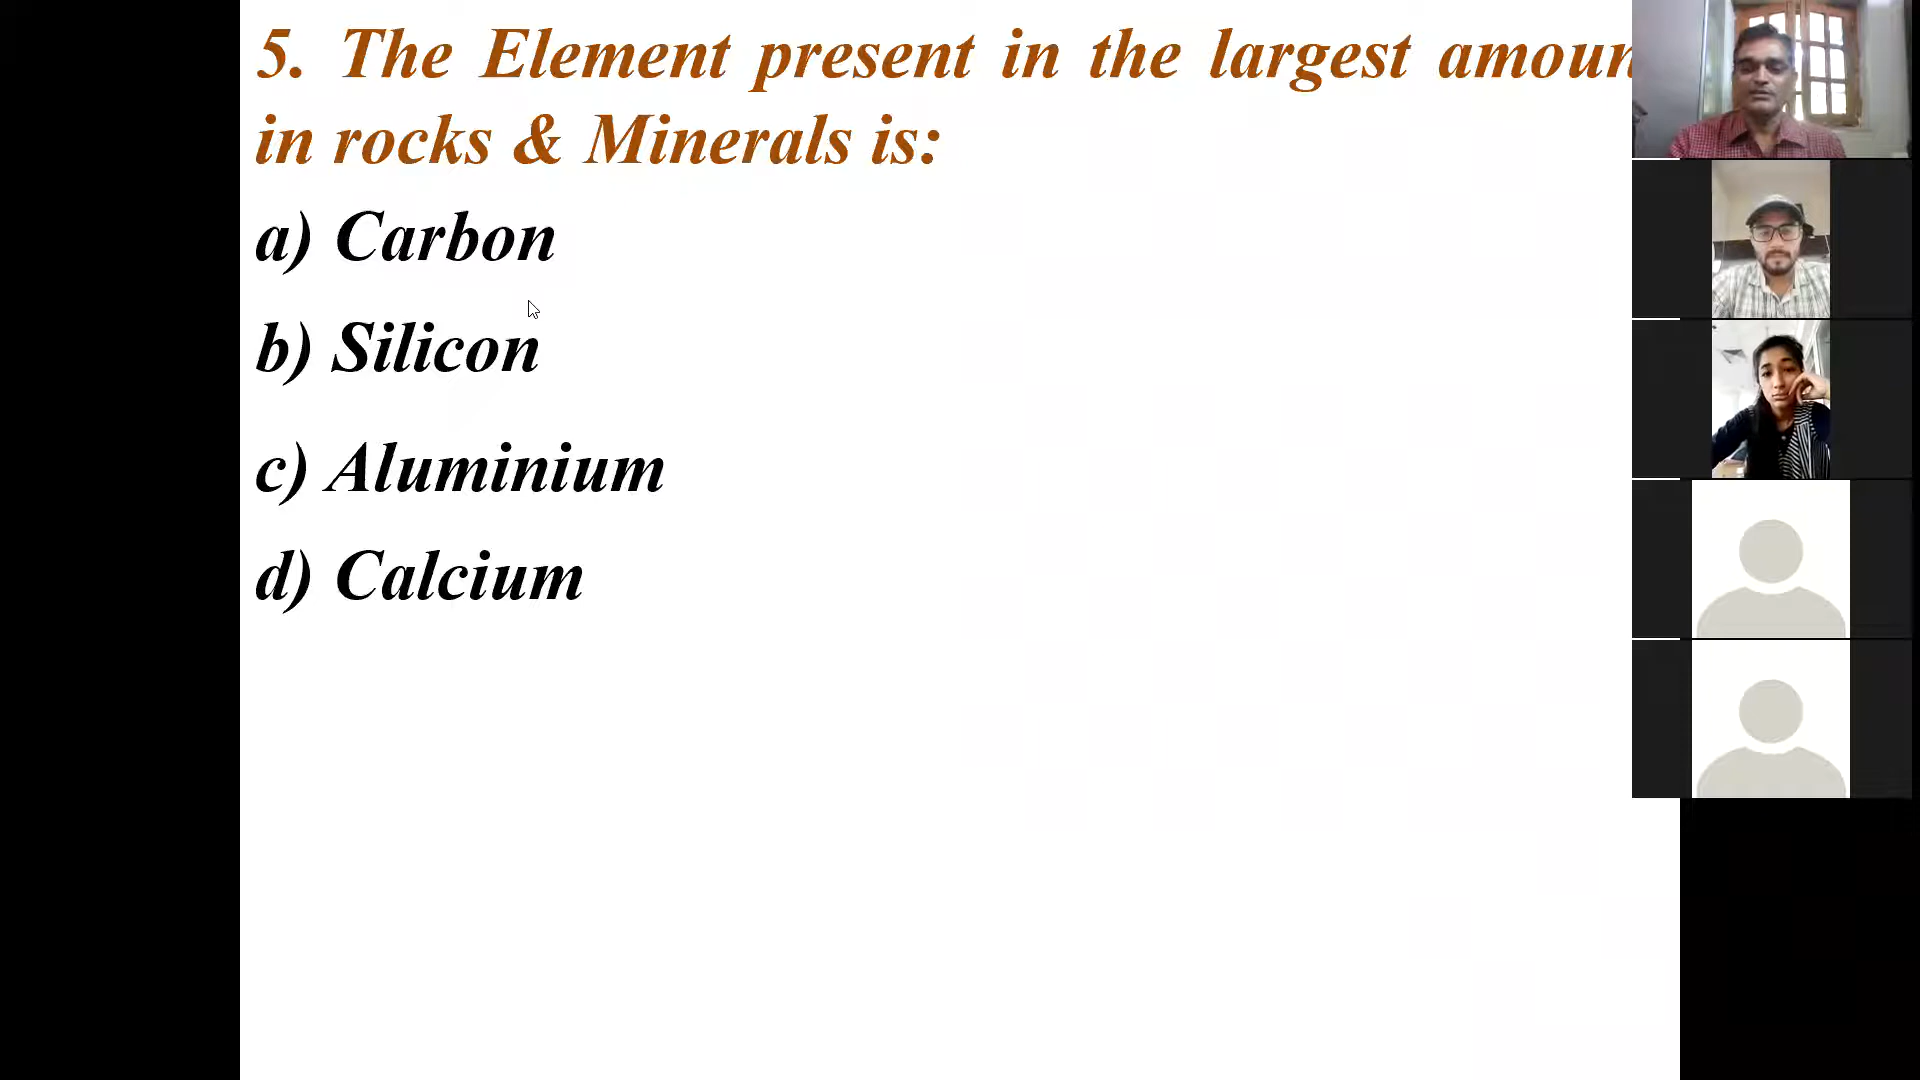 5. The Element present in the largest amoun
in rocks & Minerals is:
a) Carbon
b) Silicon
c) Aluminium
d) Calcium